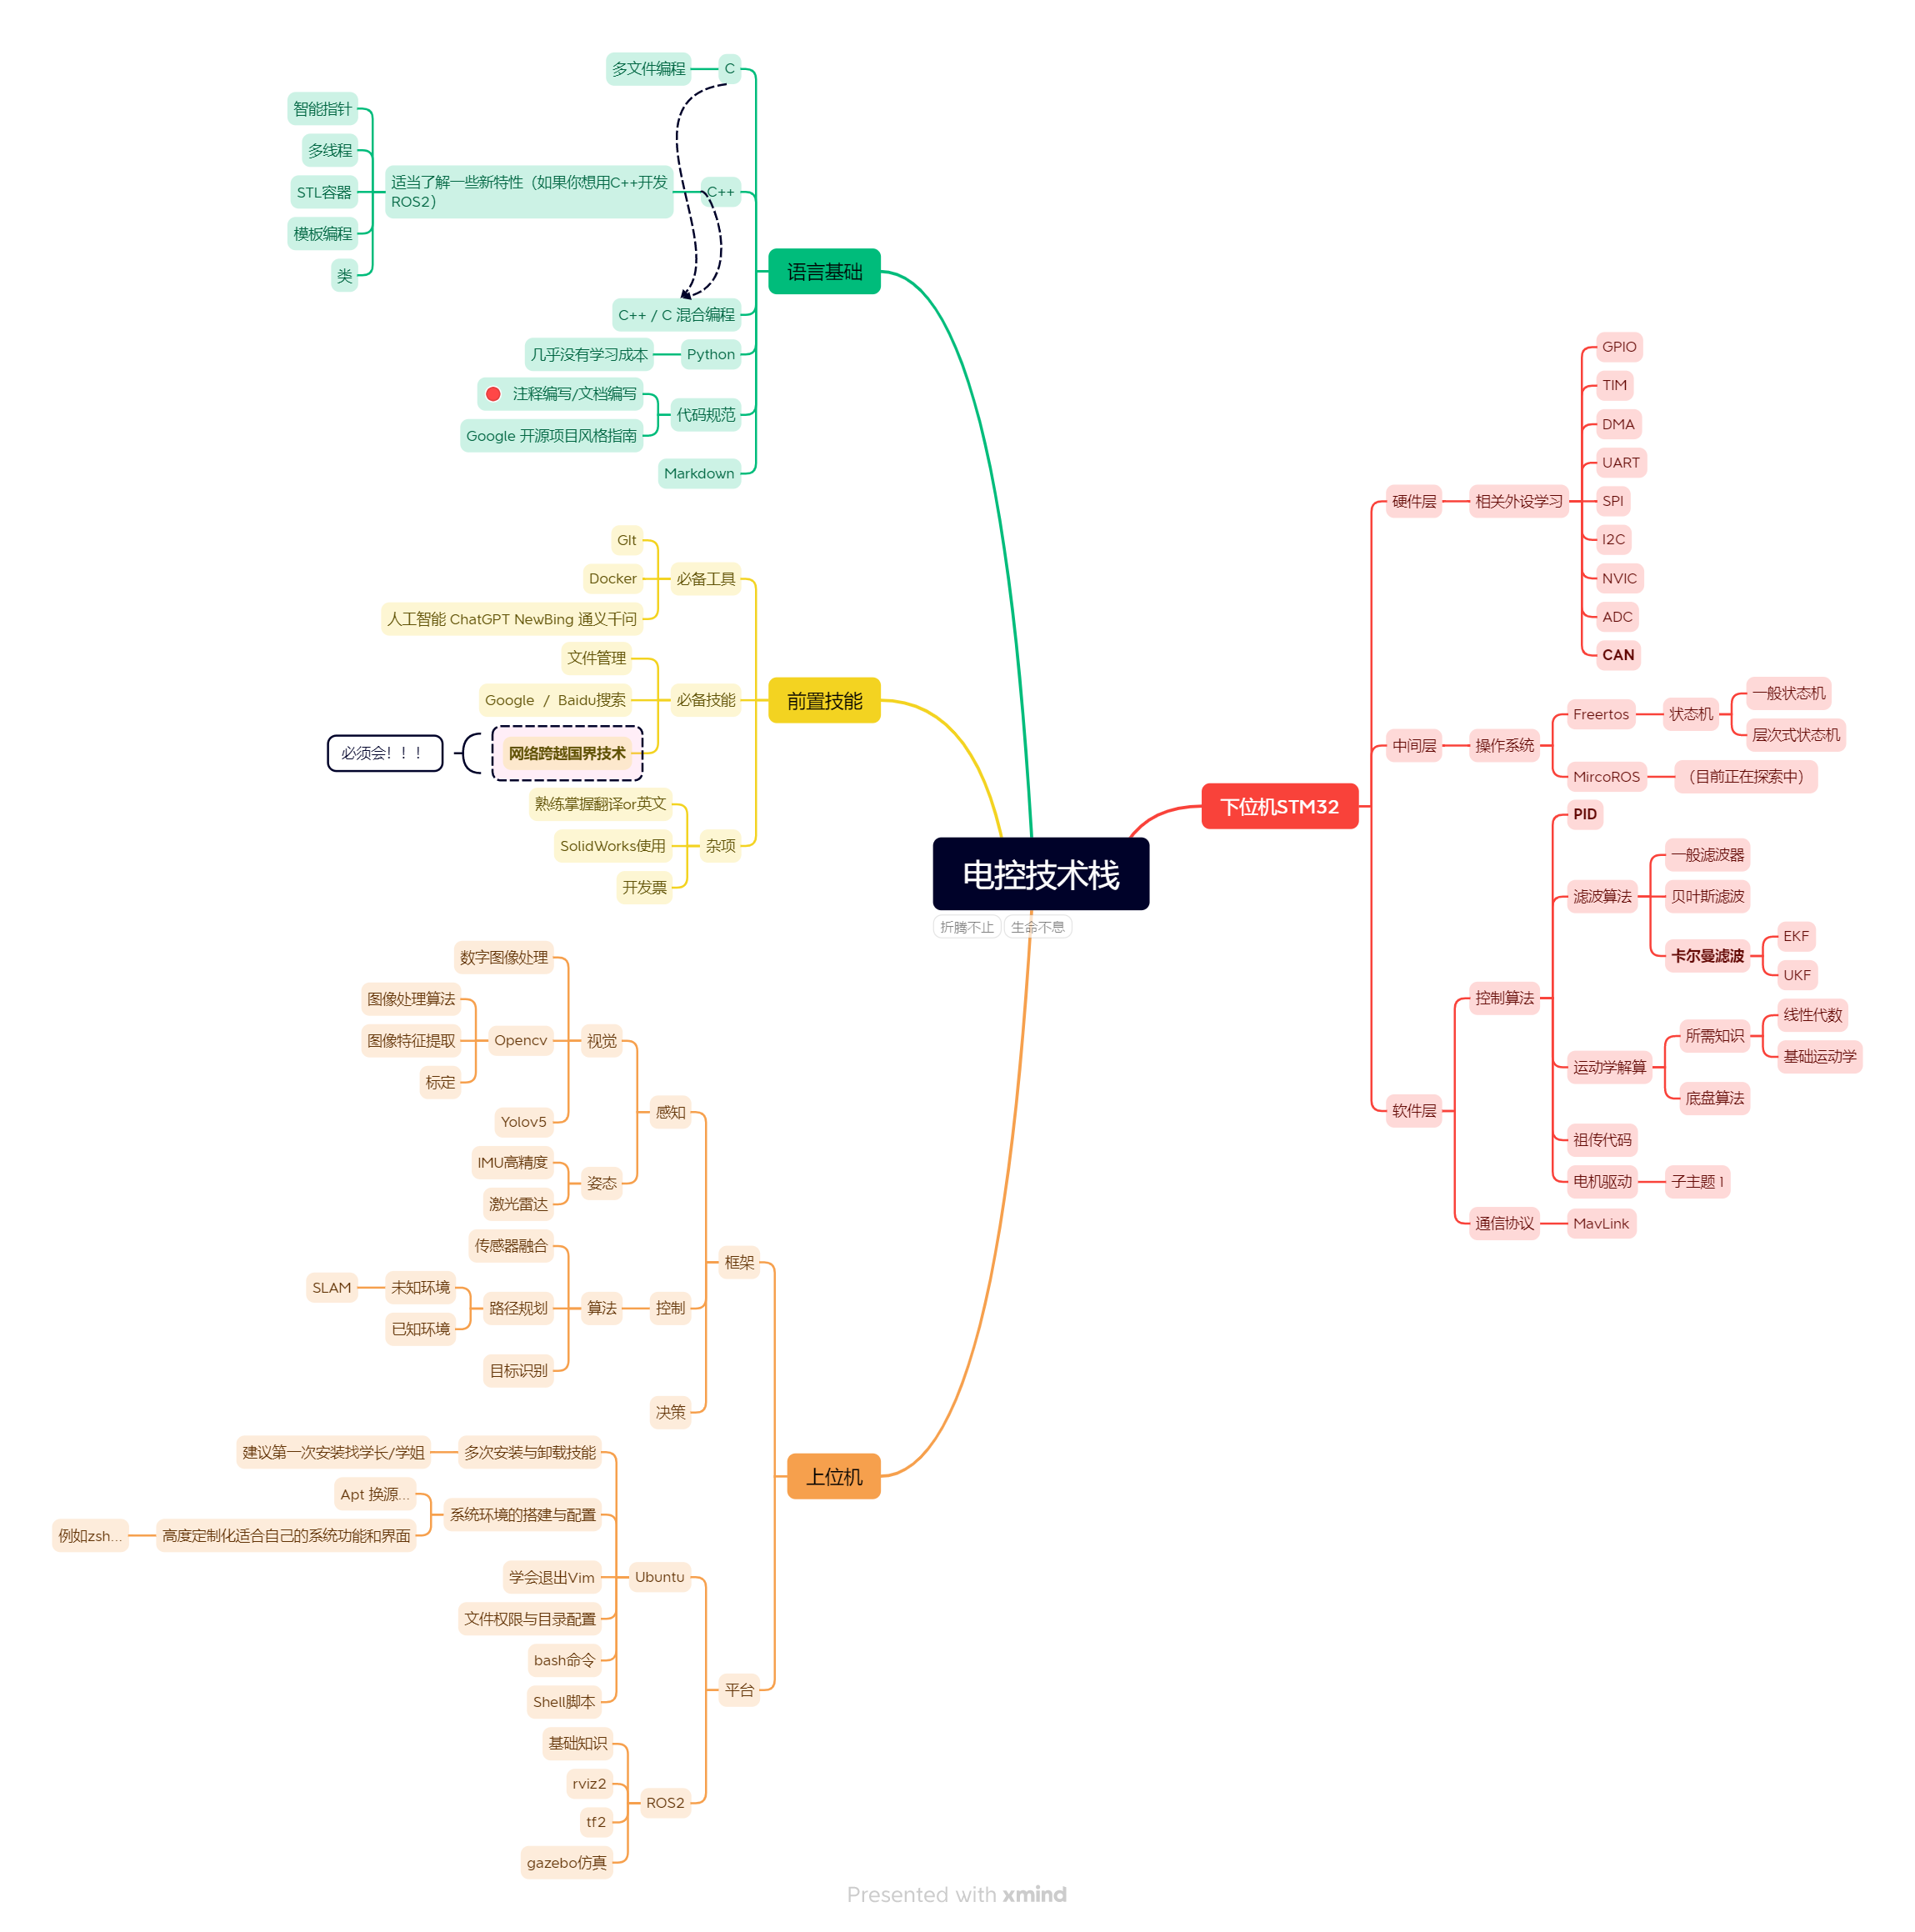 电控技术栈
折腾不止
生命不息
语言基础
C
多文件编程
C++
适当了解一些新特性（如果你想用C++开发
ROS2）
智能指针
多线程
STL容器
模板编程
类
C++ / C 混合编程
Python
几乎没有学习成本
代码规范
注释编写/文档编写
Google 开源项目风格指南
Markdown
前置技能
必备工具
GIt
Docker
人工智能 ChatGPT NewBing 通义千问
必备技能
文件管理
Google / Baidu搜索
网络跨越国界技术
必须会！！！
杂项
熟练掌握翻译or英文
SolidWorks使用
开发票
上位机
框架
感知
视觉
数字图像处理
Opencv
图像处理算法
图像特征提取
标定
Yolov5
姿态
IMU高精度
激光雷达
控制
算法
传感器融合
路径规划
未知环境
SLAM
已知环境
目标识别
决策
平台
Ubuntu
多次安装与卸载技能
建议第一次安装找学长/学姐
系统环境的搭建与配置
Apt 换源...
高度定制化适合自己的系统功能和界面
例如zsh...
学会退出Vim
文件权限与目录配置
bash命令
Shell脚本
ROS2
基础知识
rviz2
tf2
gazebo仿真
下位机STM32
硬件层
相关外设学习
GPIO
TIM
DMA
UART
SPI
I2C
NVIC
ADC
CAN
中间层
操作系统
Freertos
状态机
一般状态机
层次式状态机
MircoROS
（目前正在探索中）
软件层
控制算法
PID
滤波算法
一般滤波器
贝叶斯滤波
卡尔曼滤波
EKF
UKF
运动学解算
所需知识
线性代数
基础运动学
底盘算法
祖传代码
电机驱动
子主题 1
通信协议
MavLink
Presented with xmind